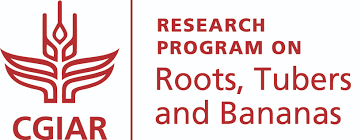 CGIAR
RESEARCH
PROGRAM ON
Roots, Tubers
and Bananas